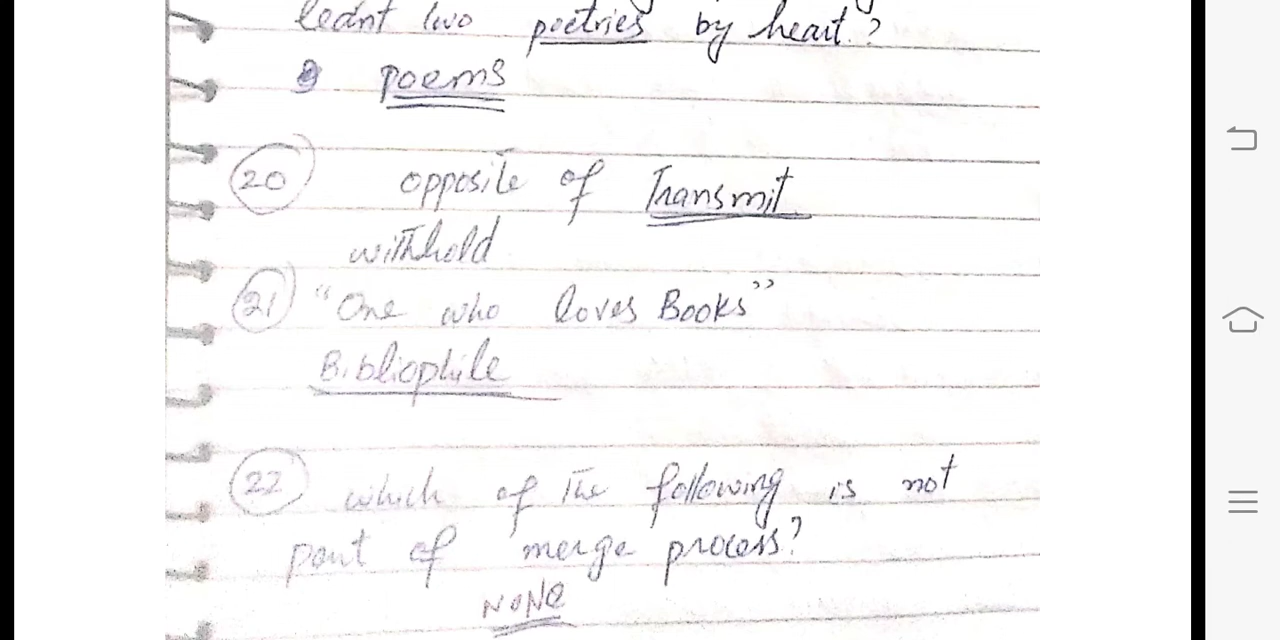 learnt two poetries by heart?
poems
20 opposite of Transmit
withhold
21 "One who loves Books"
Bibliophile
22 which of the following is not
part of merge process?
NONE